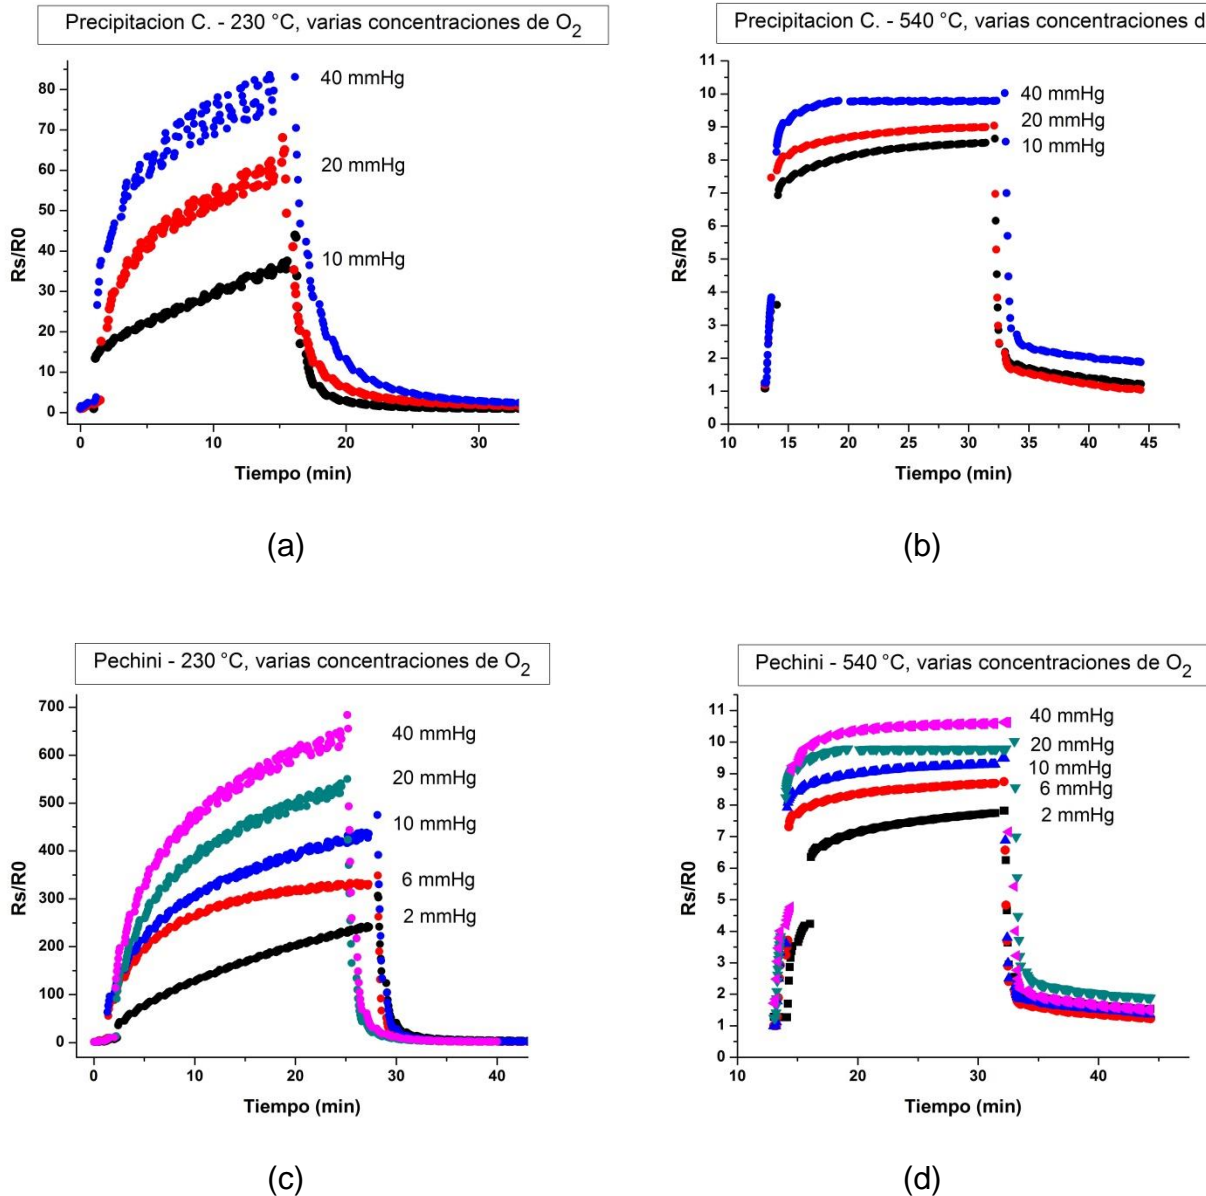 Precipitacion C. - 230 °C, varias concentraciones de O2
Rs/R0
80
70
60
50
40
30
20
10
0
40 mmHg
20 mmHg
10 mmHg
0
10
20
30
Tiempo (min)
(a)
Precipitacion C. - 540 °C, varias concentraciones d
Rs/R0
11
10
9
8
7
6
5
4
3
2
1
0
40 mmHg
20 mmHg
10 mmHg
10
15
20
25
30
35
40
45
Tiempo (min)
(b)
Pechini - 230 °C, varias concentraciones de O2
Rs/R0
700
600
500
400
300
200
100
0
40 mmHg
20 mmHg
10 mmHg
6 mmHg
2 mmHg
0
10
20
30
40
Tiempo (min)
(c)
Pechini - 540 °C, varias concentraciones de O2
Rs/R0
11
10
9
8
7
6
5
4
3
2
1
0
40 mmHg
20 mmHg
10 mmHg
6 mmHg
2 mmHg
10
20
30
40
Tiempo (min)
(d)